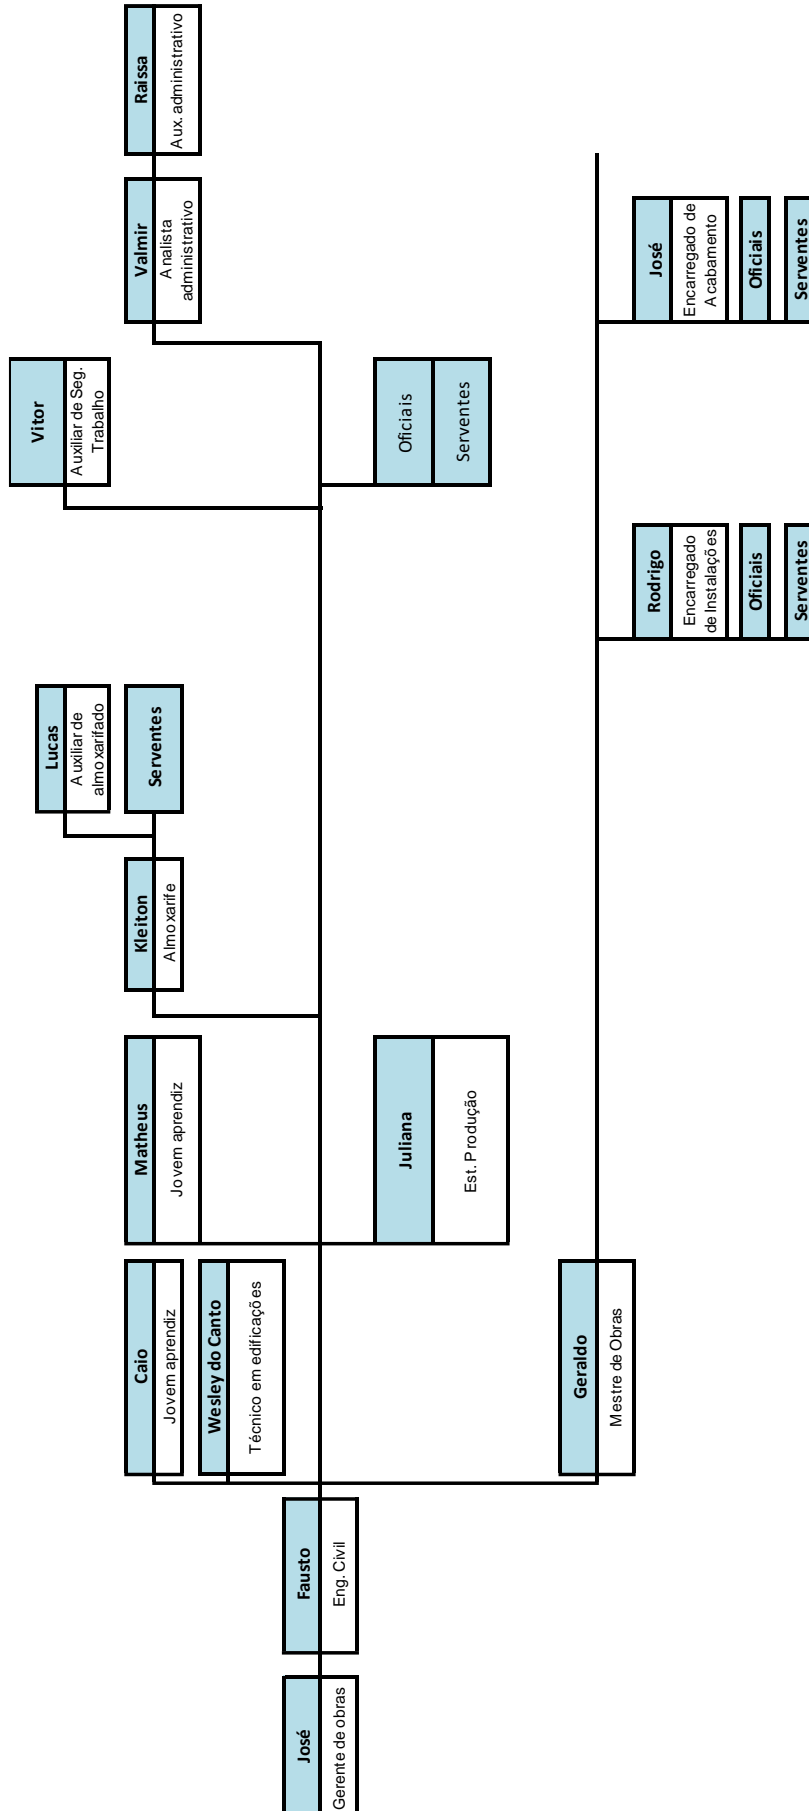 José
Gerente de obras
Fausto
Eng. Civil
Caio
Jovem aprendiz
Wesley do Canto
Técnico em edificações
Geraldo
Mestre de Obras
Matheus
Jovem aprendiz
Juliana
Est. Produção
Kleiton
Almoxarife
Lucas
Auxiliar de
almoxarifado
Serventes
Vitor
Auxiliar de Seg.
Trabalho
Oficiais
Serventes
Valmir
Analista
administrativo
Raissa
Aux. administrativo
Rodrigo
Encarregado
de Instalações
Oficiais
Serventes
José
Encarregado de
Acabamento
Oficiais
Serventes